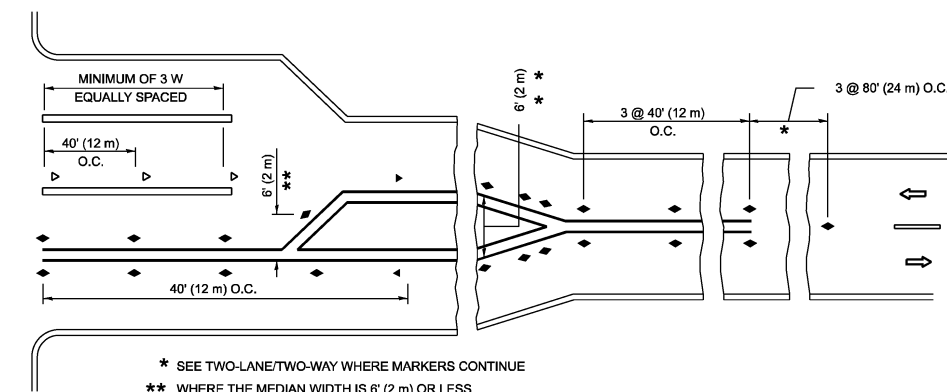 MINIMUM OF 3 W
EQUALLY SPACED
40' (12 m)
O.C.
6' (2 m)
**
6' (2 m)
* *
3 @ 40' (12 m)
O.C.
3 @ 80' (24 m) O.C.
*
40' (12 m) O.C.
* SEE TWO-LANE/TWO-WAY WHERE MARKERS CONTINUE
** WHERE THE MEDIAN WIDTH IS 6' (2 m) OR LESS